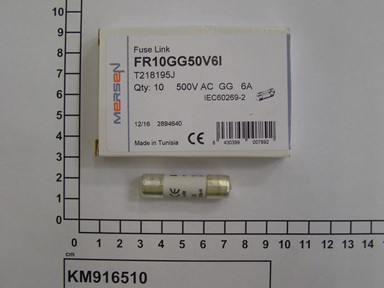 Fuse Link
FR10GG50V6I
T218195J
Qty: 10 500V AC GG 6A
IEC60269-2
MERSEN
12/16 2894640
Made in Tunisia
CE
10
9
8
7
6
5
4
3
2
1
0
0 1 2 3 4 5 6 7 8 9 10 11 12 13 14
cm
KM916510